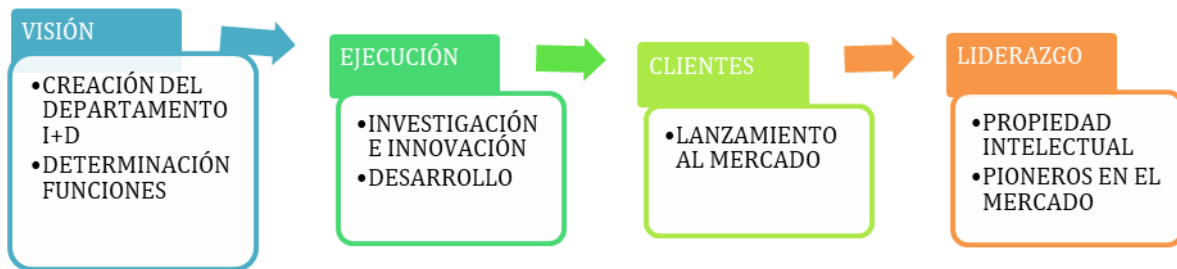 VISIÓN
•CREACIÓN DEL
DEPARTAMENTO
I+D
•DETERMINACIÓN
FUNCIONES
EJECUCIÓN
•INVESTIGACIÓN
E INNOVACIÓN
•DESARROLLO
CLIENTES
•LANZAMIENTO
AL MERCADO
LIDERAZGO
•PROPIEDAD
INTELECTUAL
•PIONEROS EN EL
MERCADO